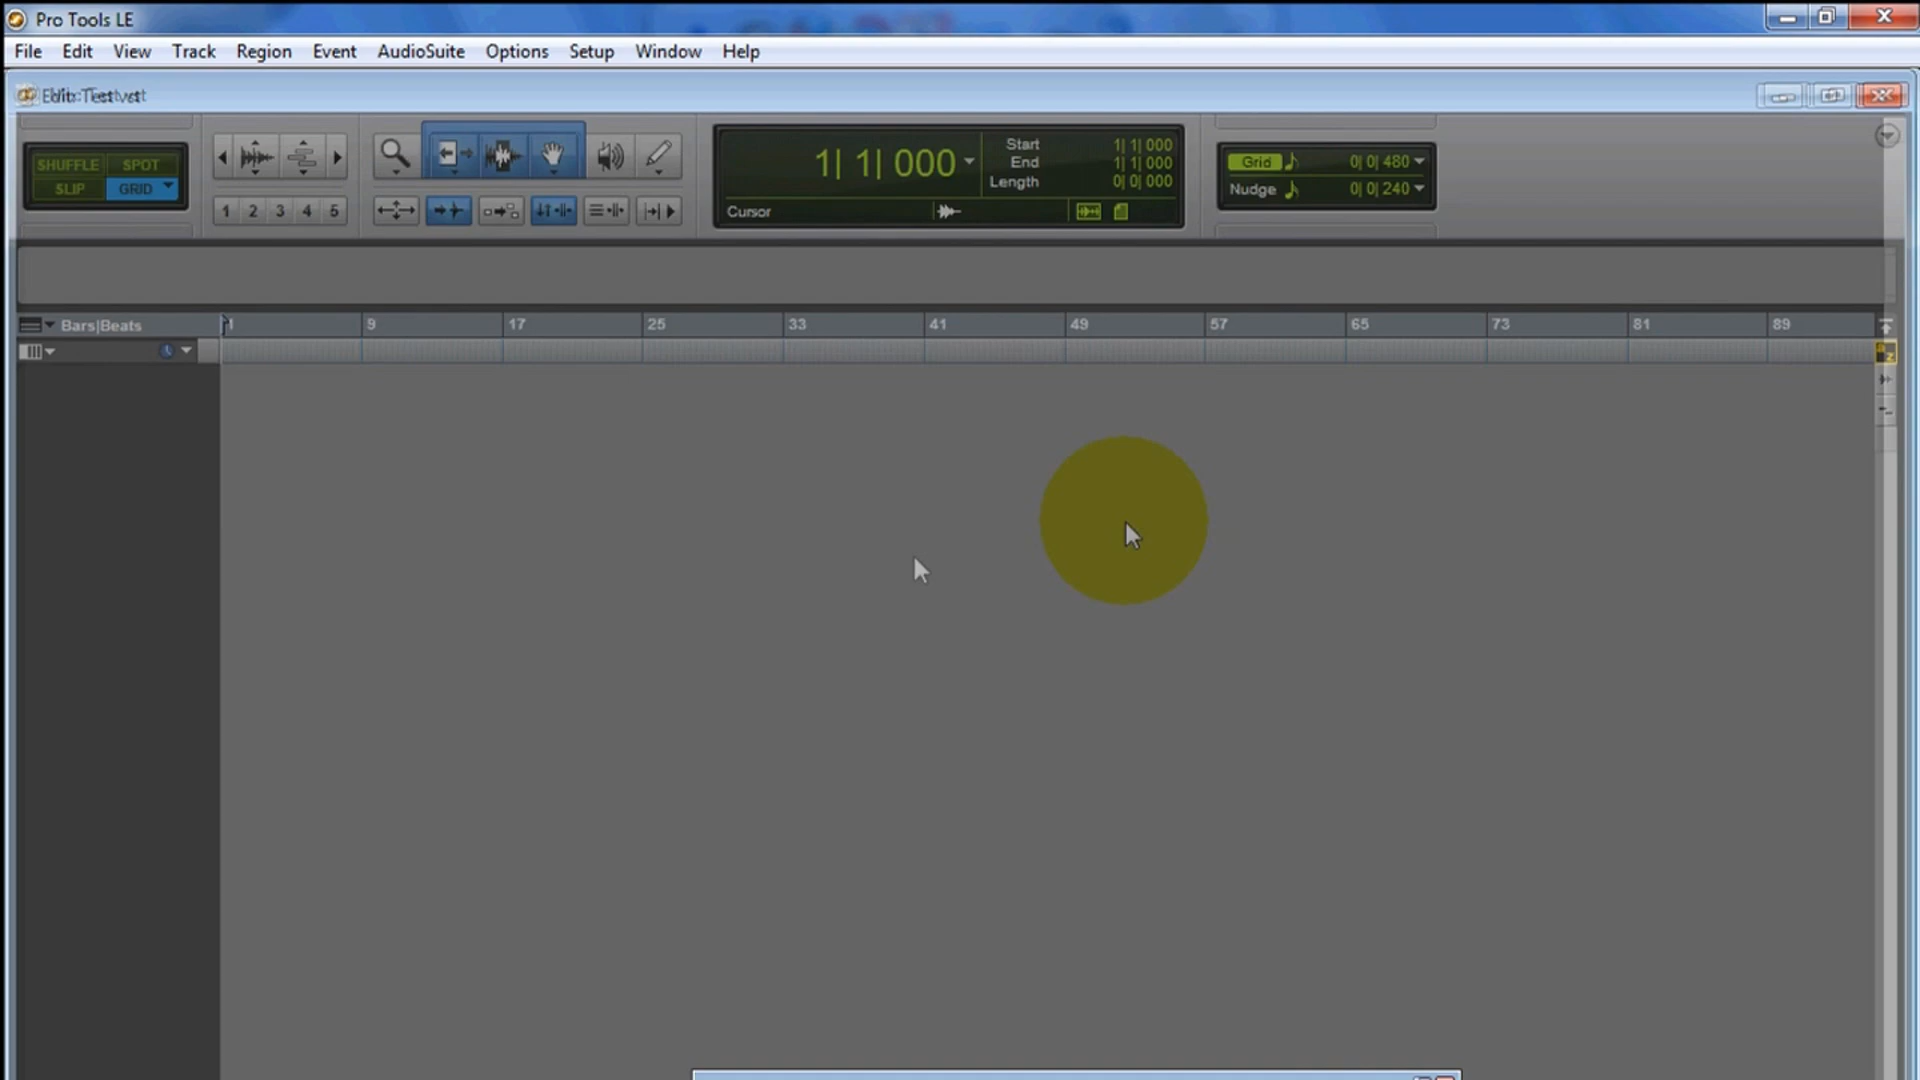 Pro Tools LE
File Edit View Track Region Event AudioSuite Options Setup Window Help
SHUFFLE SPOT
SLIP GRID
1 2 3 4 5
1| 1| 000
Start 1| 1| 000
End 1| 1| 000
Length 0| 0| 000
Cursor
Grid 0| 0| 480
Nudge 0| 0| 240
Bars|Beats 1 9 17 25 33 41 49 57 65 73 81 89